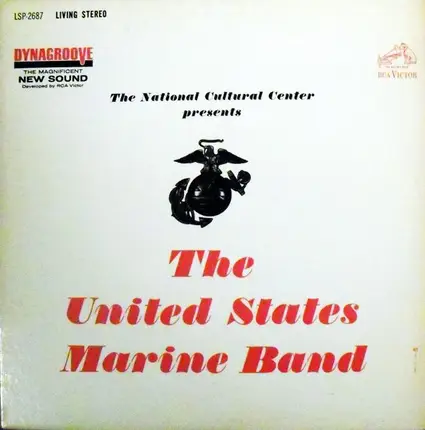 LSP-2687 LIVING STEREO
DYNAGROOVE
THE MAGNIFICENT
NEW SOUND
Developed by RCA Victor
RCA VICTOR
The National Cultural Center
presents
The
United States
Marine Band